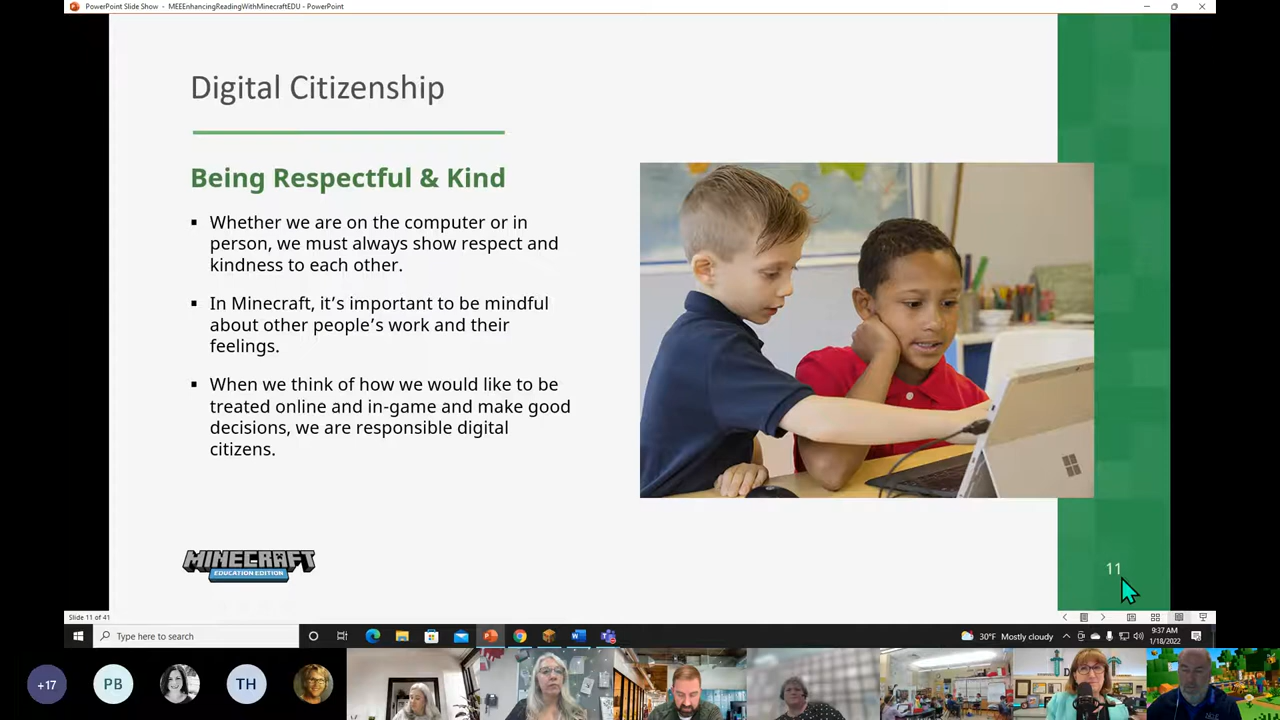 PowerPoint Slide Show - MEEEnhancingReadingWithMinecraftEDU - PowerPoint
Digital Citizenship
Being Respectful & Kind
▪ Whether we are on the computer or in
person, we must always show respect and
kindness to each other.
▪ In Minecraft, it's important to be mindful
about other people's work and their
feelings.
▪ When we think of how we would like to be
treated online and in-game and make good
decisions, we are responsible digital
citizens.
MINECRAFT
EDUCATION EDITION
11
Slide 11 of 41
Type here to search
30°F Mostly cloudy
9:37 AM
1/18/2022
+17
PB
TH